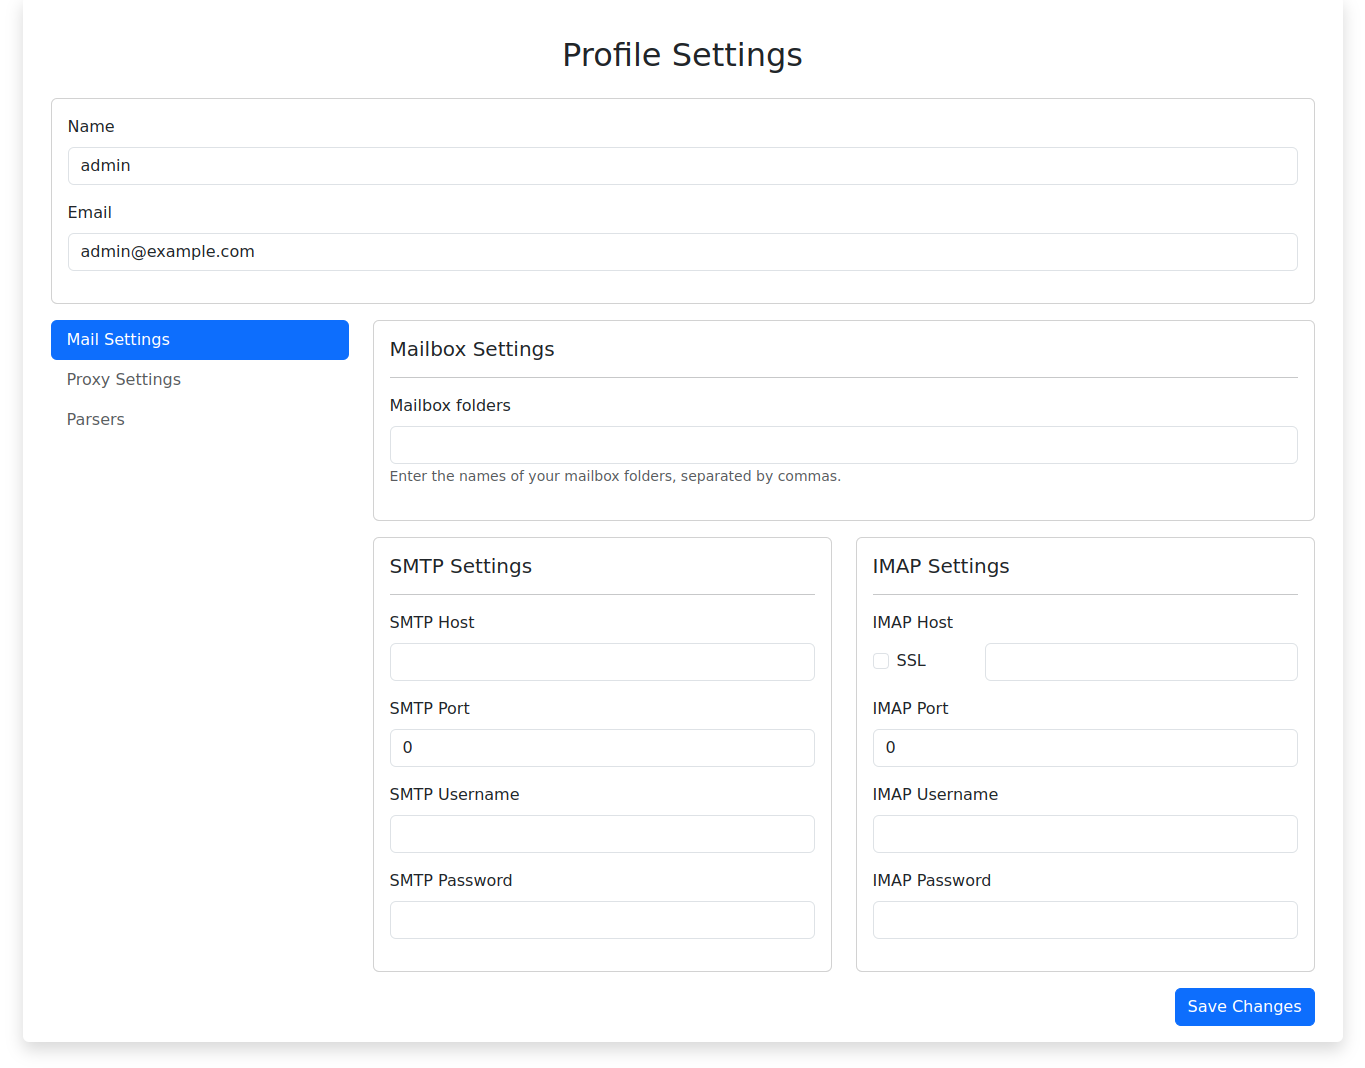 Profile Settings
Name
admin
Email
admin@example.com
Mail Settings
Proxy Settings
Parsers
Mailbox Settings
Mailbox folders
Enter the names of your mailbox folders, separated by commas.
SMTP Settings
SMTP Host
SMTP Port
0
SMTP Username
SMTP Password
IMAP Settings
IMAP Host
SSL
IMAP Port
0
IMAP Username
IMAP Password
Save Changes